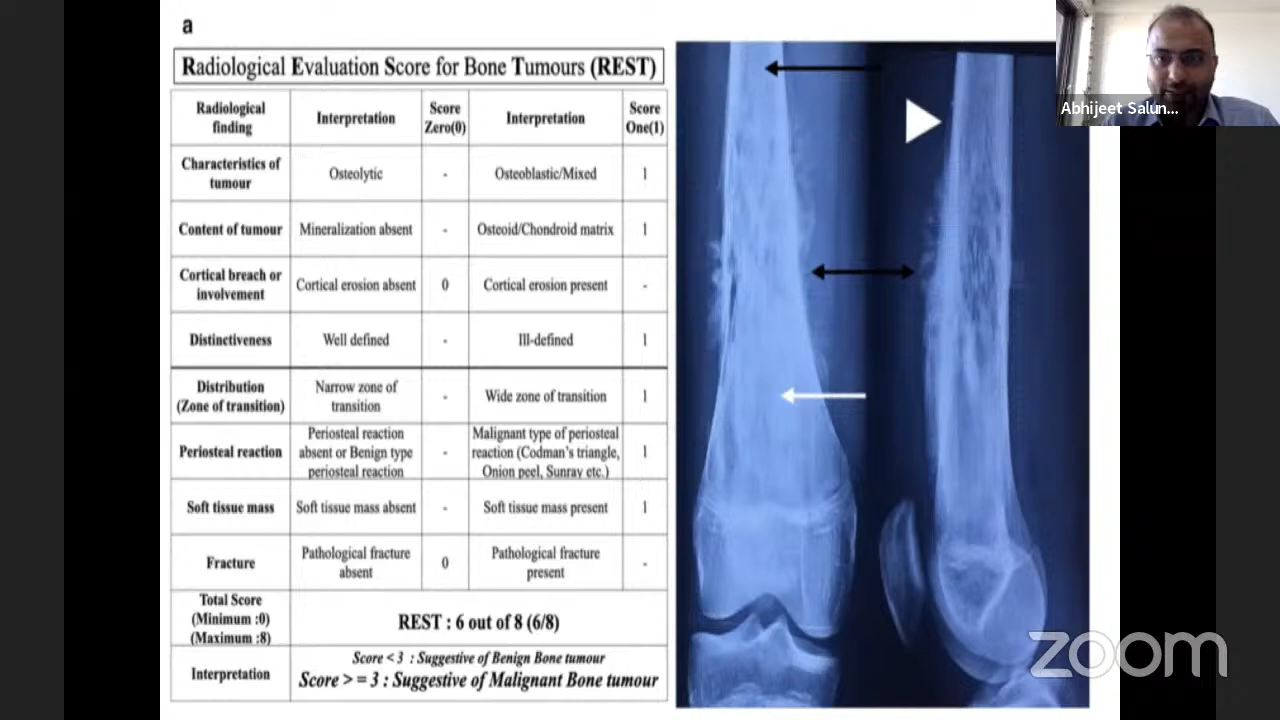 a
Radiological Evaluation Score for Bone Tumours (REST)
Radiological finding Interpretation Score Zero(0) Interpretation Score One(1)
Characteristics of tumour Osteolytic - Osteoblastic/Mixed 1
Content of tumour Mineralization absent - Osteoid/Chondroid matrix 1
Cortical breach or involvement Cortical erosion absent 0 Cortical erosion present -
Distinctiveness Well defined - Ill-defined 1
Distribution (Zone of transition) Narrow zone of transition - Wide zone of transition 1
Periosteal reaction Periosteal reaction absent or Benign type periosteal reaction - Malignant type of periosteal reaction (Codman's triangle, Onion peel, Sunray etc.) 1
Soft tissue mass Soft tissue mass absent - Soft tissue mass present 1
Fracture Pathological fracture absent 0 Pathological fracture present -
Total Score (Minimum :0) (Maximum :8) REST : 6 out of 8 (6/8)
Interpretation Score < 3 : Suggestive of Benign Bone tumour
Score > = 3 : Suggestive of Malignant Bone tumour
Abhijeet Salun...
zoom